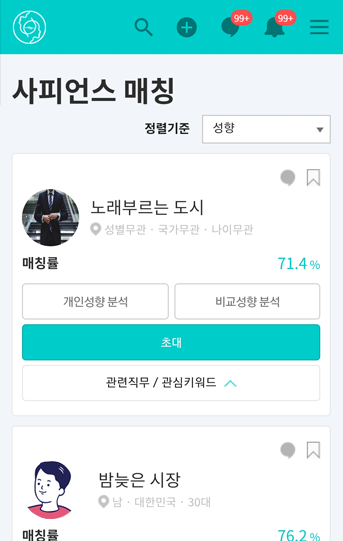 99+
99+
사피언스 매칭
정렬기준
성향
노래부르는 도시
성별무관 · 국가무관 · 나이무관
매칭률
71.4 %
개인성향 분석
비교성향 분석
초대
관련직무 / 관심키워드
밤늦은 시장
남 · 대한민국 · 30대
매칭률
76.2 %